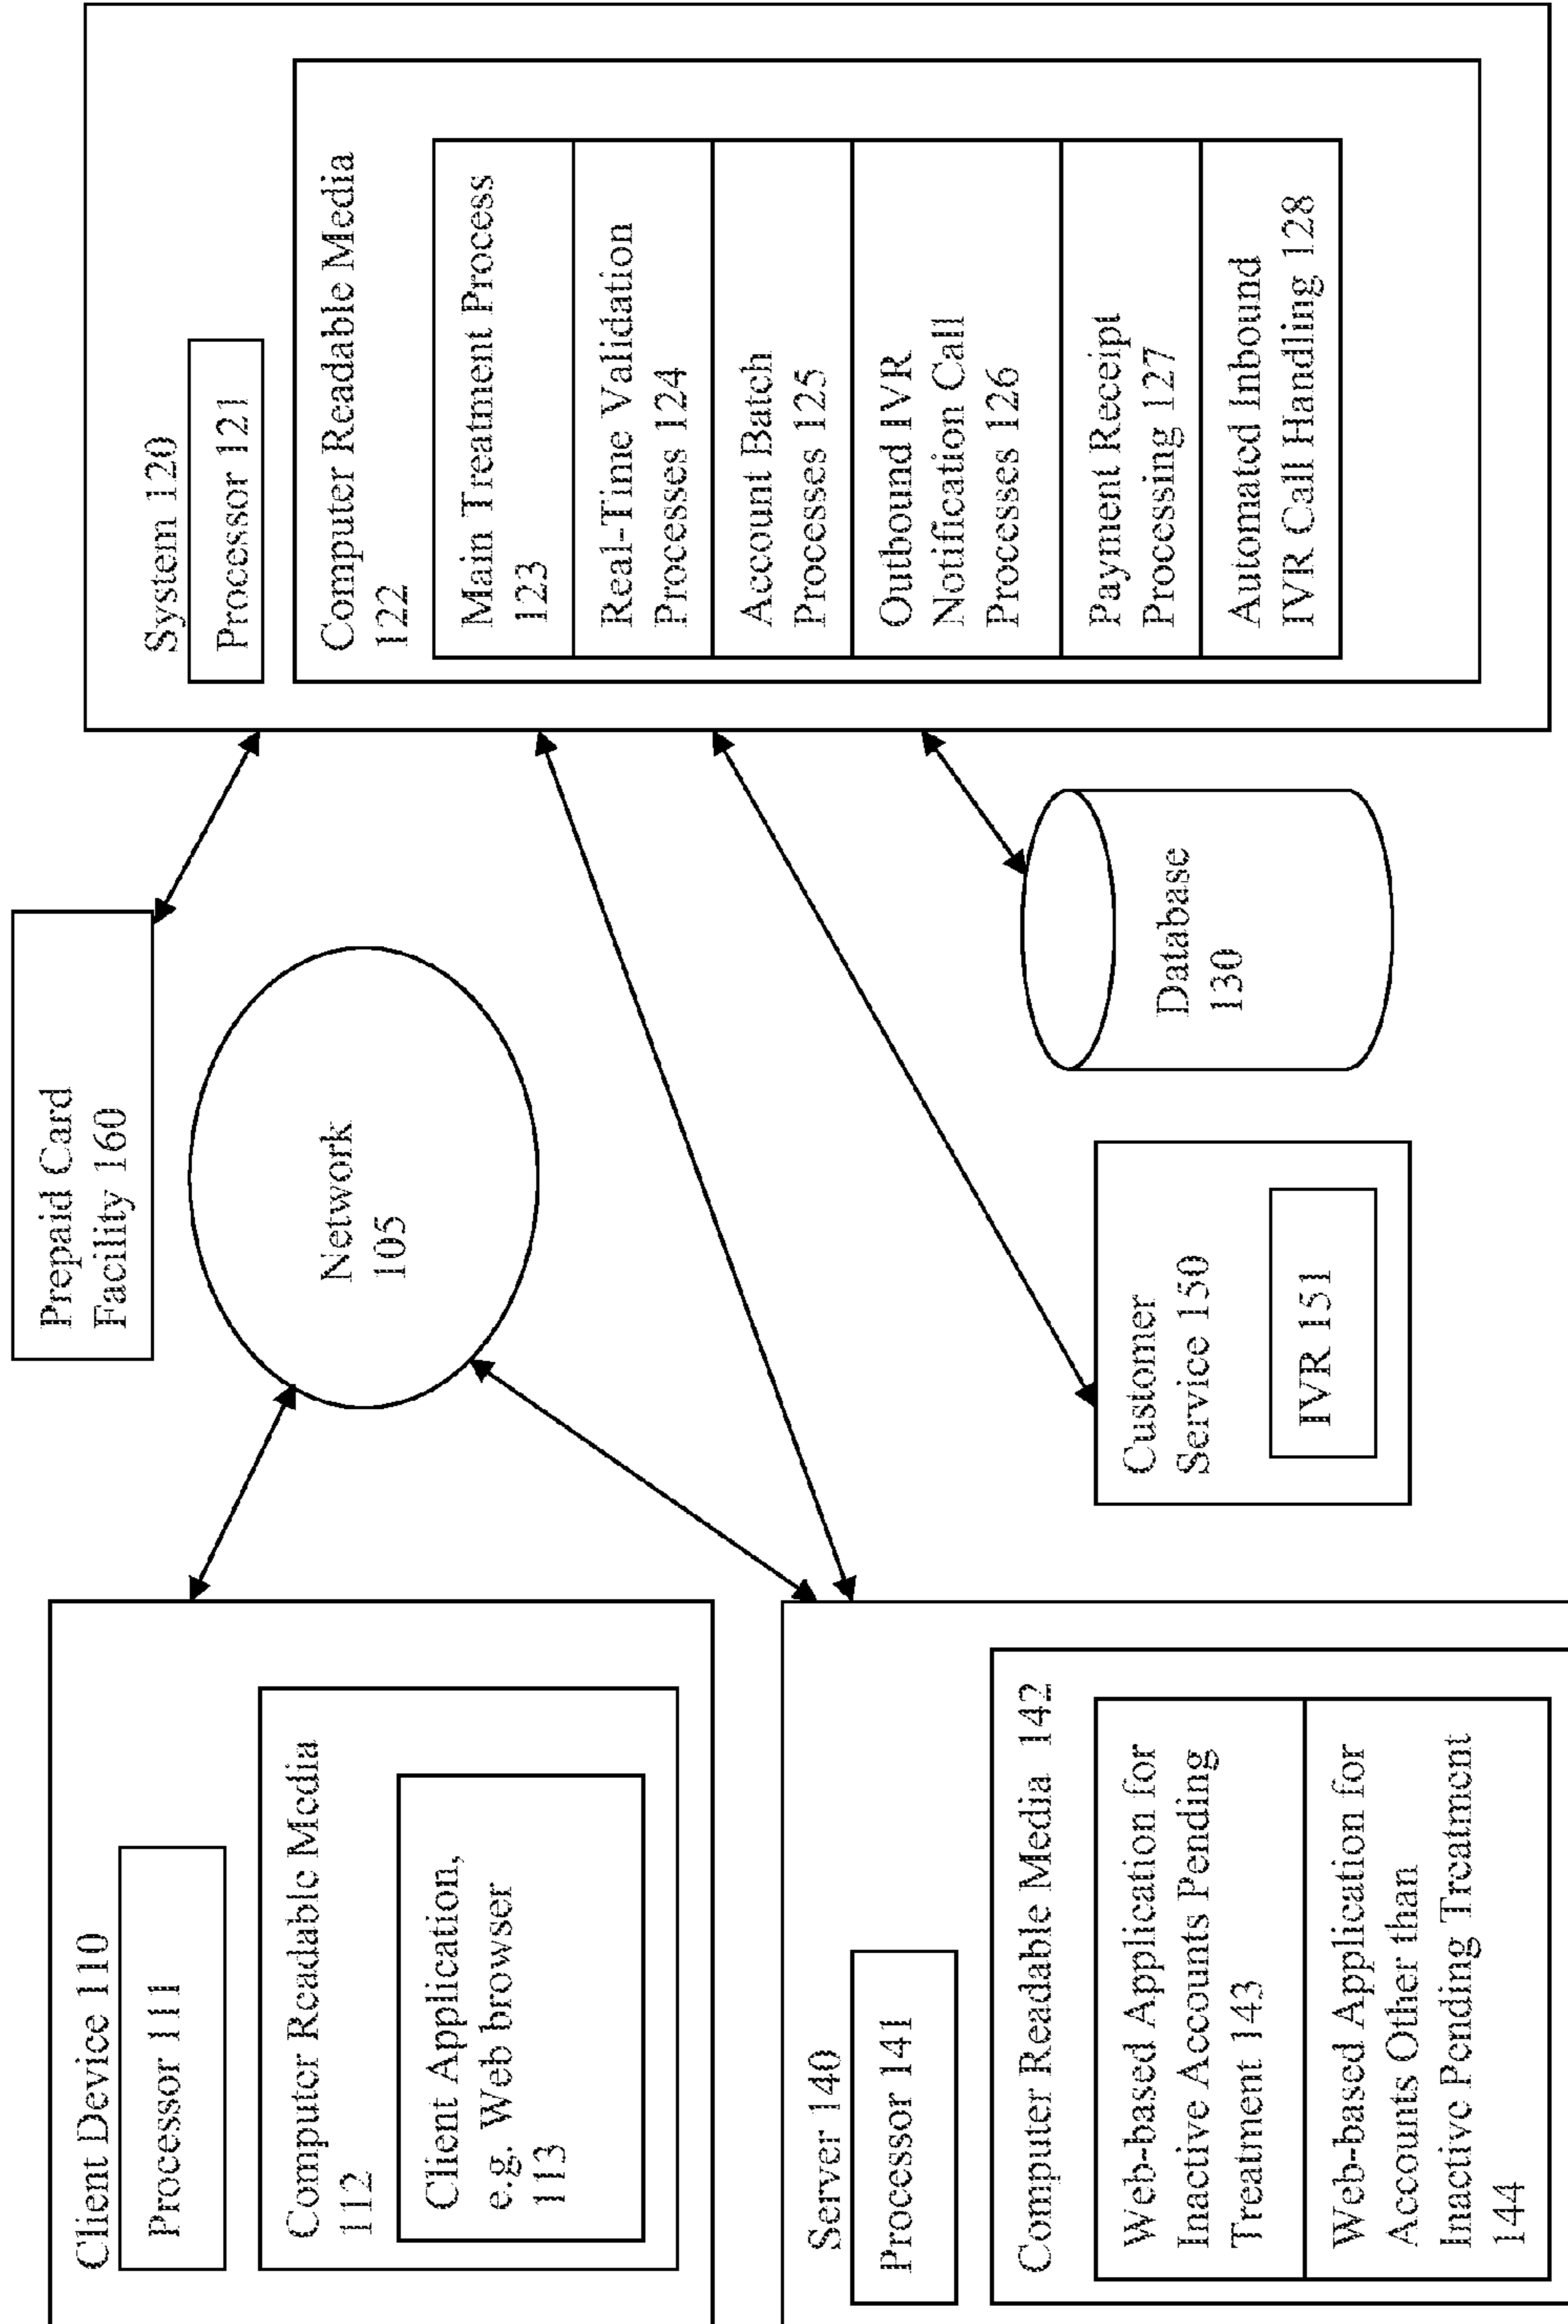 Client Device 110
Processor 111
Computer Readable Media
112
Client Application,
e.g. Web browser
113
Prepaid Card
Facility 160
Network
105
System 120
Processor 121
Computer Readable Media
122
Main Treatment Process
123
Real-Time Validation
Processes 124
Account Batch
Processes 125
Outbound IVR
Notification Call
Processes 126
Payment Receipt
Processing 127
Automated Inbound
IVR Call Handling 128
Server 140
Processor 141
Computer Readable Media 142
Web-based Application for
Inactive Accounts Pending
Treatment 143
Web-based Application for
Accounts Other than
Inactive Pending Treatment
144
Customer
Service 150
IVR 151
Database
130